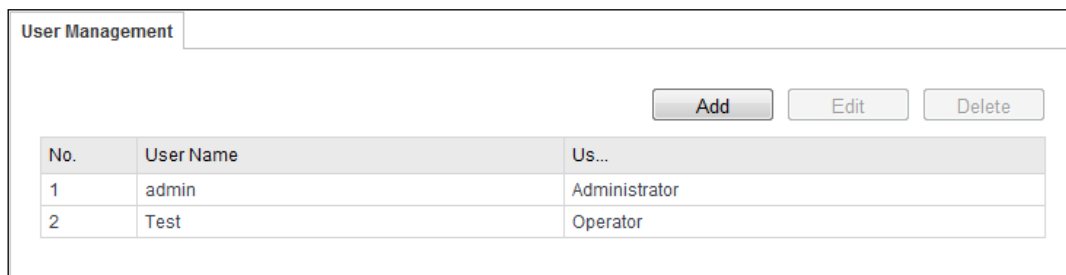 User Management
Add Edit Delete
No. User Name Us...
1 admin Administrator
2 Test Operator